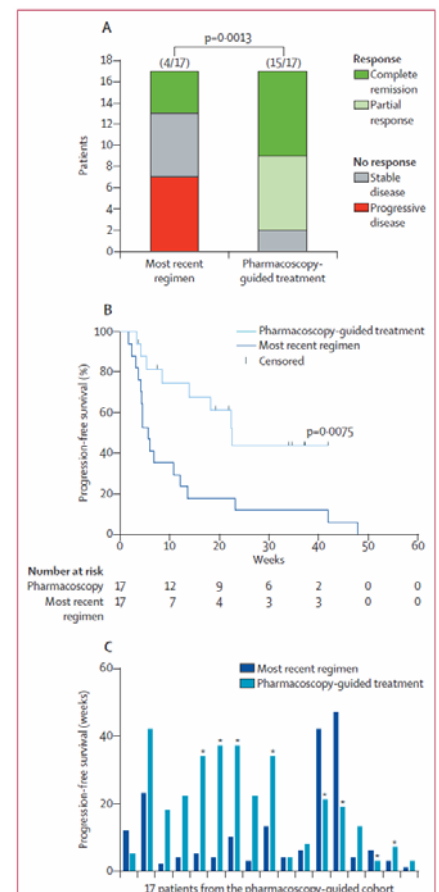 A
p=0·0013
(4/17)
(15/17)
Response
Complete
remission
Partial
response
No response
Stable
disease
Progressive
disease
Patients
18
16
14
12
10
8
6
4
2
0
Most recent
regimen
Pharmacoscopy-
guided treatment
B
Pharmacoscopy-guided treatment
Most recent regimen
Censored
p=0·0075
Progression-free survival (%)
100
80
60
40
20
0
0 10 20 30 40 50 60
Weeks
Number at risk
Pharmacoscopy 17 12 9 6 2 0 0
Most recent 17 7 4 3 3 0 0
regimen
C
Most recent regimen
Pharmacoscopy-guided treatment
Progression-free survival (weeks)
60
40
20
0
* * * * * * * *
17 patients from the pharmacoscopy-guided cohort